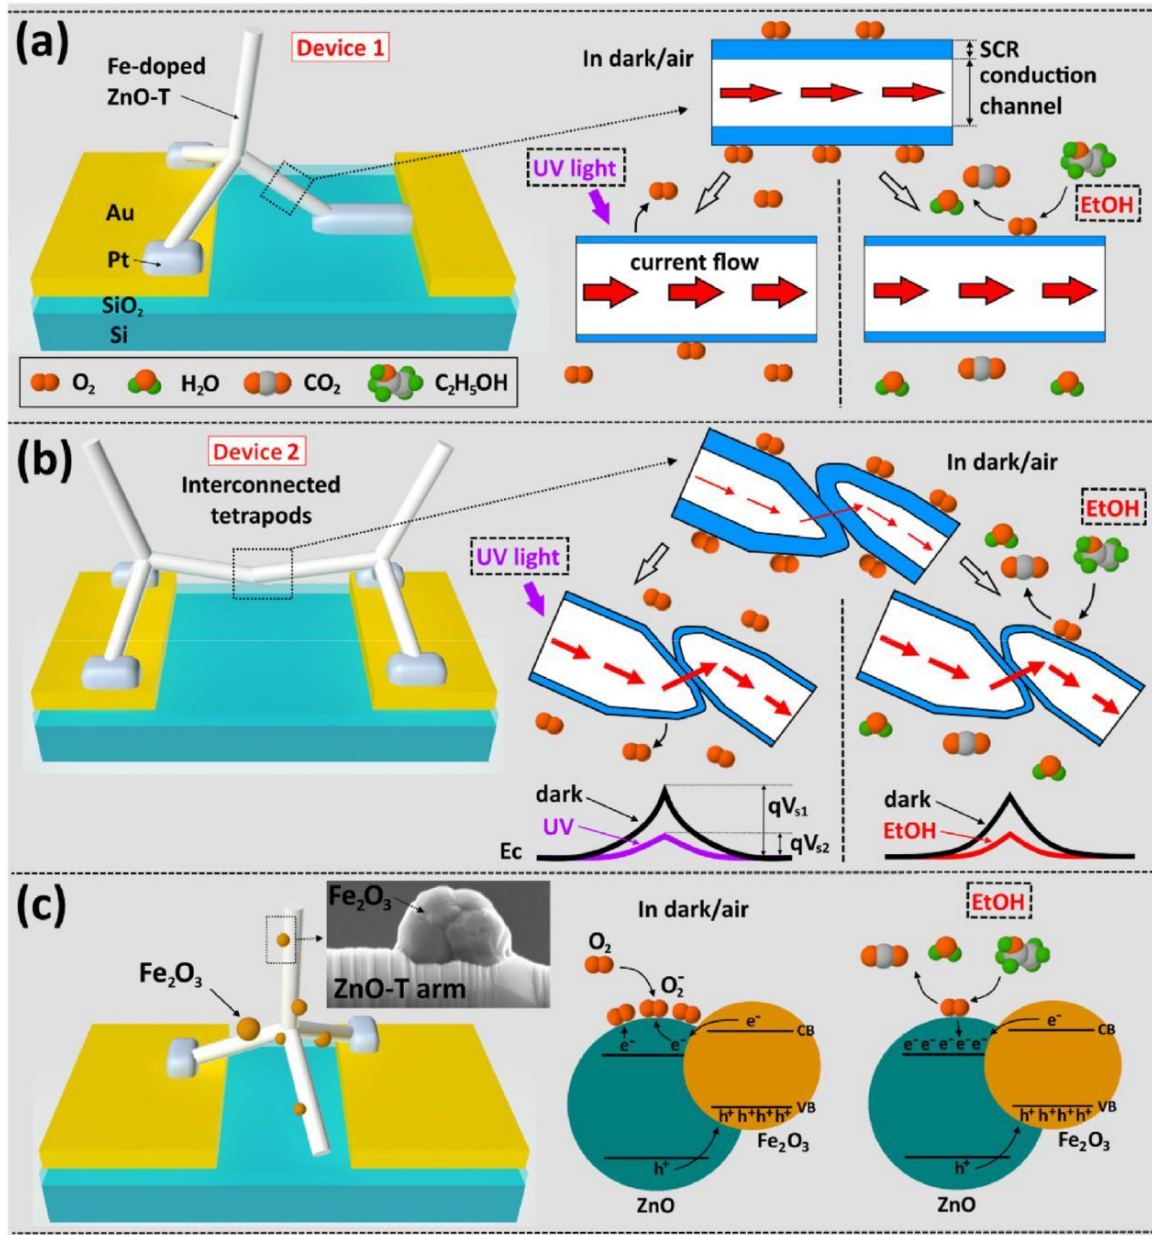 (a)
Device 1
Fe-doped
ZnO-T
Au
Pt
SiO₂
Si
In dark/air
SCR
conduction
channel
UV light
EtOH
current flow
O₂
H₂O
CO₂
C₂H₅OH
(b)
Device 2
Interconnected
tetrapods
In dark/air
EtOH
UV light
dark
UV
Ec
qVₛ₁
qVₛ₂
dark
EtOH
(c)
Fe₂O₃
Fe₂O₃
ZnO-T arm
In dark/air
O₂
O₂⁻
e⁻
e⁻
e⁻
CB
VB
h⁺ h⁺ h⁺ h⁺
Fe₂O₃
h⁺
ZnO
EtOH
e⁻
e⁻ e⁻ e⁻ e⁻ e⁻
CB
VB
h⁺ h⁺ h⁺ h⁺
Fe₂O₃
h⁺
ZnO